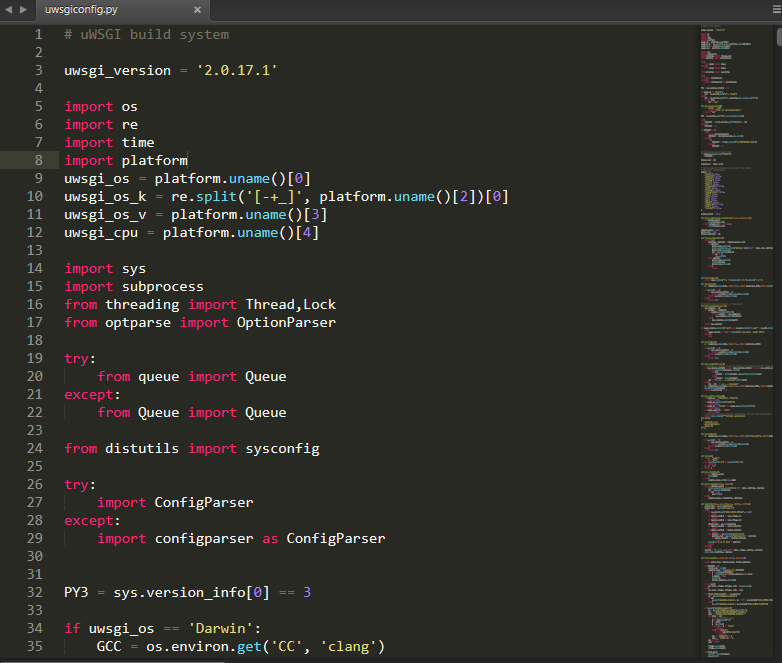 uwsgiconfig.py ×
1 # uWSGI build system
2
3 uwsgi_version = '2.0.17.1'
4
5 import os
6 import re
7 import time
8 import platform
9 uwsgi_os = platform.uname()[0]
10 uwsgi_os_k = re.split('[-+_]', platform.uname()[2])[0]
11 uwsgi_os_v = platform.uname()[3]
12 uwsgi_cpu = platform.uname()[4]
13
14 import sys
15 import subprocess
16 from threading import Thread,Lock
17 from optparse import OptionParser
18
19 try:
20     from queue import Queue
21 except:
22     from Queue import Queue
23
24 from distutils import sysconfig
25
26 try:
27     import ConfigParser
28 except:
29     import configparser as ConfigParser
30
31
32 PY3 = sys.version_info[0] == 3
33
34 if uwsgi_os == 'Darwin':
35     GCC = os.environ.get('CC', 'clang')